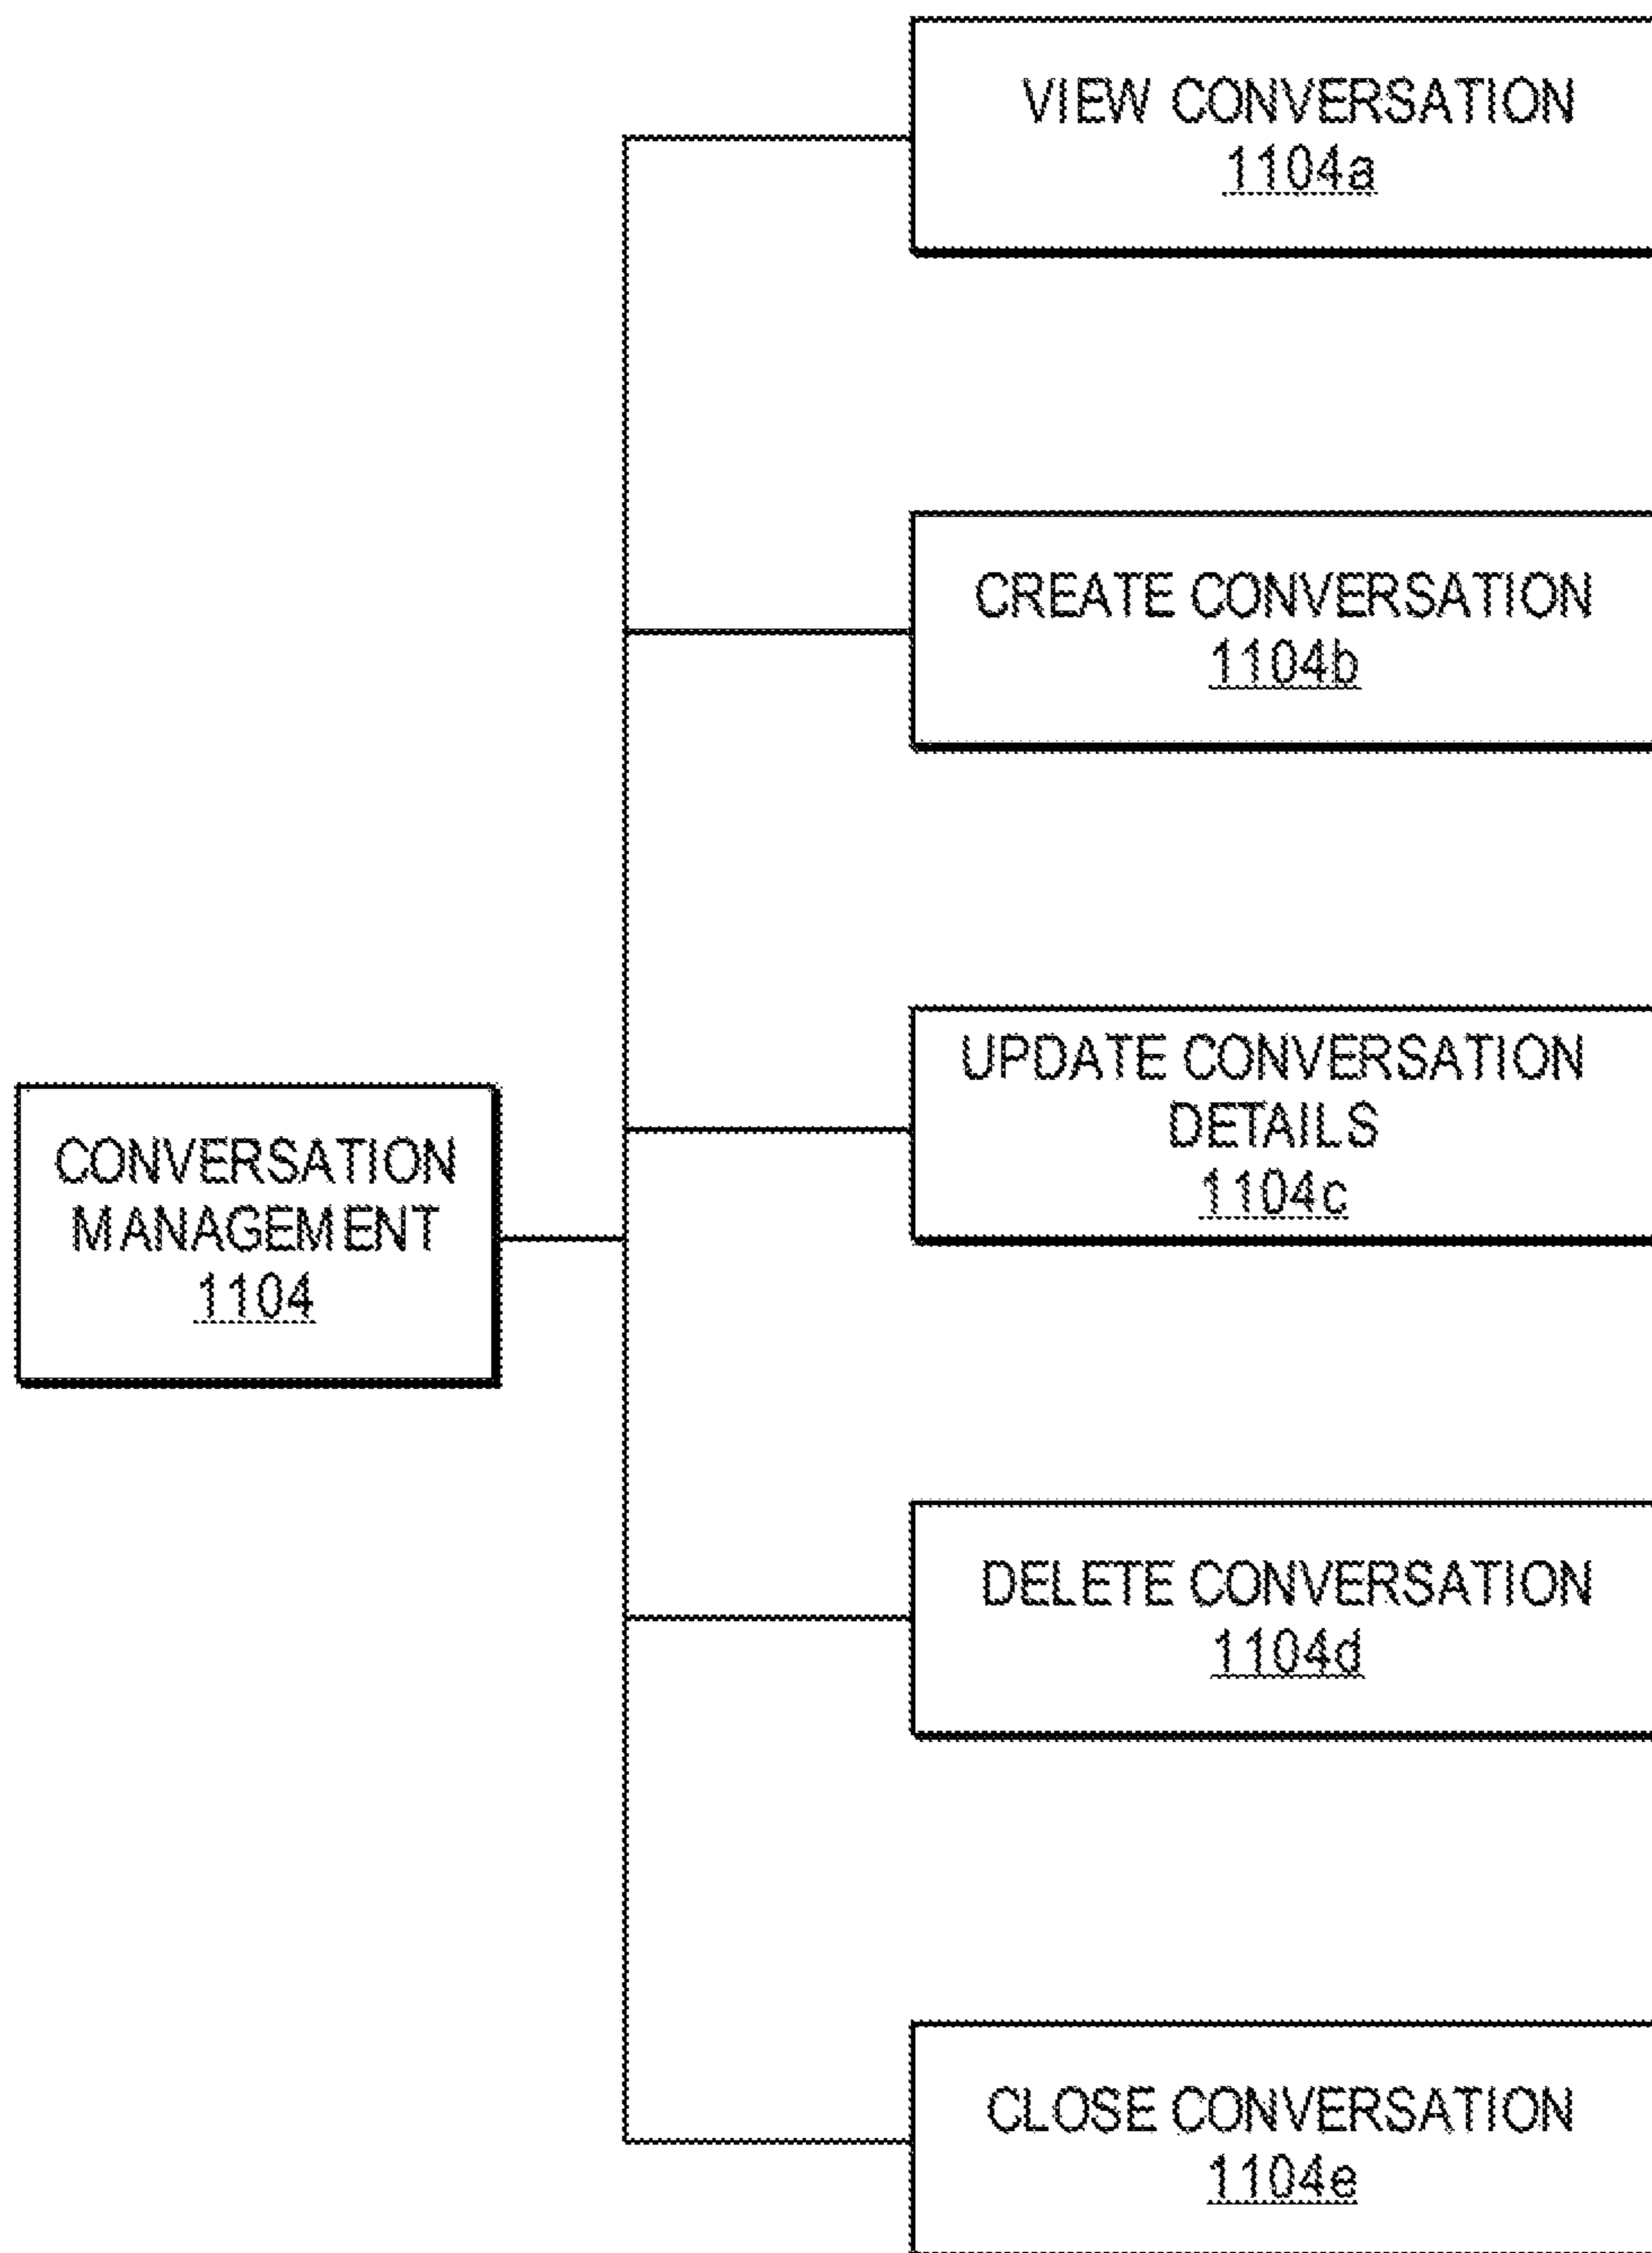 VIEW CONVERSATION
1104a
CREATE CONVERSATION
1104b
UPDATE CONVERSATION
DETAILS
1104c
CONVERSATION
MANAGEMENT
1104
DELETE CONVERSATION
1104d
CLOSE CONVERSATION
1104e